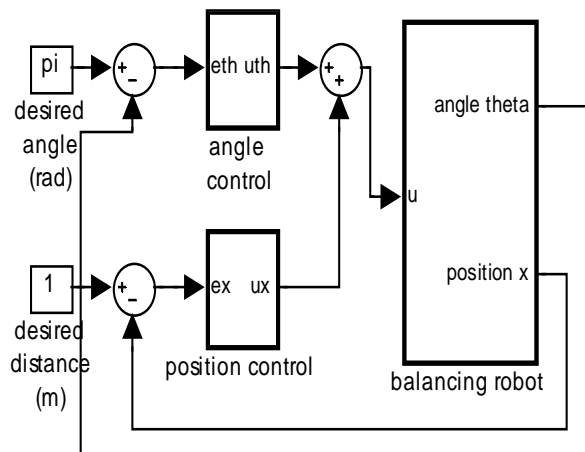 pi
+
−
desired
angle
(rad)
eth uth
angle
control
+
+
angle theta
u
position x
balancing robot
1
+
−
desired
distance
(m)
ex ux
position control